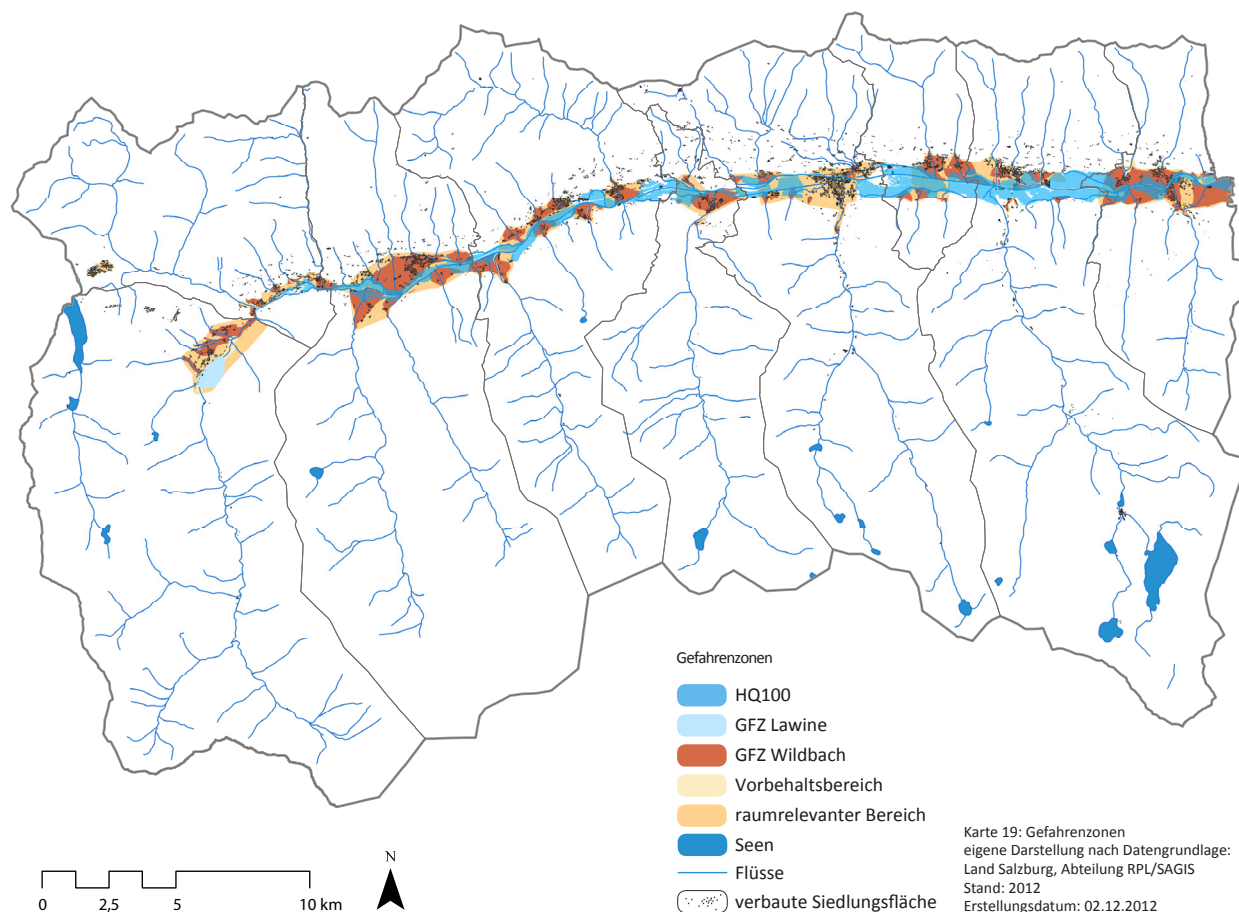 Gefahrenzonen
HQ100
GFZ Lawine
GFZ Wildbach
Vorbehaltsbereich
raumrelevanter Bereich
Seen
Flüsse
verbaute Siedlungsfläche
Karte 19: Gefahrenzonen
eigene Darstellung nach Datengrundlage:
Land Salzburg, Abteilung RPL/SAGIS
Stand: 2012
Erstellungsdatum: 02.12.2012
N
0 2,5 5 10 km